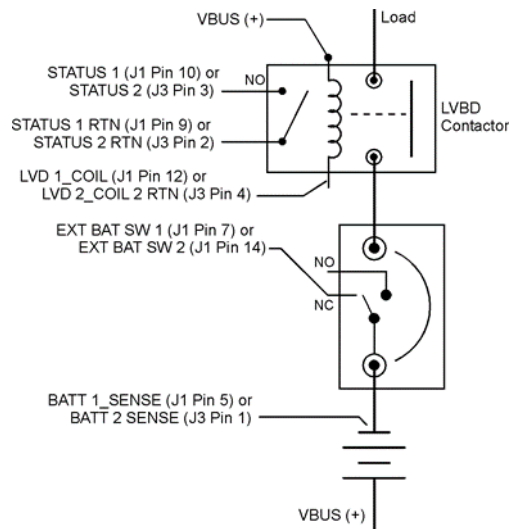 VBUS (+)
Load
STATUS 1 (J1 Pin 10) or
STATUS 2 (J3 Pin 3)
NO
STATUS 1 RTN (J1 Pin 9) or
STATUS 2 RTN (J3 Pin 2)
LVBD
Contactor
LVD 1_COIL (J1 Pin 12) or
LVD 2_COIL 2 RTN (J3 Pin 4)
EXT BAT SW 1 (J1 Pin 7) or
EXT BAT SW 2 (J1 Pin 14)
NO
NC
BATT 1_SENSE (J1 Pin 5) or
BATT 2 SENSE (J3 Pin 1)
VBUS (+)